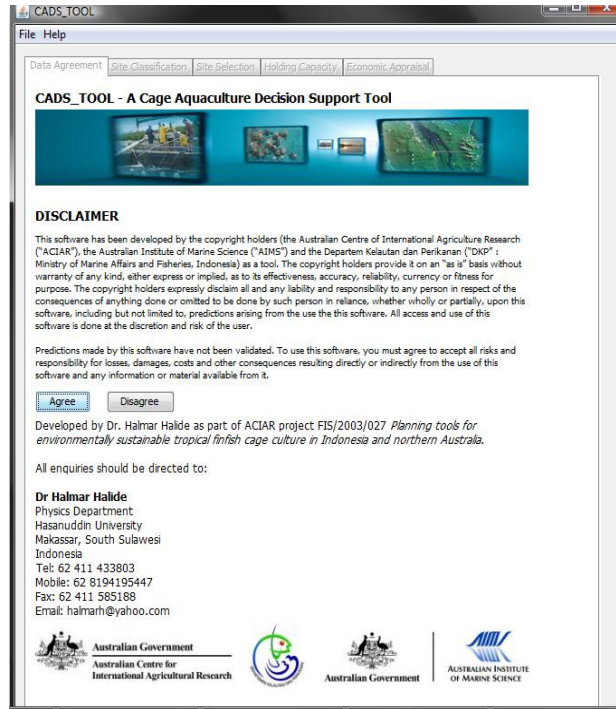 CADS_TOOL
File Help
Data Agreement Site Classification Site Selection Holding Capacity Economic Appraisal
CADS_TOOL - A Cage Aquaculture Decision Support Tool
DISCLAIMER
This software has been developed by the copyright holders (the Australian Centre of International Agriculture Research
("ACIAR"), the Australian Institute of Marine Science ("AIMS") and the Departem Kelautan dan Perikanan ("DKP" :
Ministry of Marine Affairs and Fisheries, Indonesia) as a tool. The copyright holders provide it on an "as is" basis without
warranty of any kind, either express or implied, as to its effectiveness, accuracy, reliability, currency or fitness for
purpose. The copyright holders expressly disclaim all and any liability and responsibility to any person in respect of the
consequences of anything done or omitted to be done by such person in reliance, whether wholly or partially, upon this
software, including but not limited to, predictions arising from the use the this software. All access and use of this
software is done at the discretion and risk of the user.
Predictions made by this software have not been validated. To use this software, you must agree to accept all risks and
responsibility for losses, damages, costs and other consequences resulting directly or indirectly from the use of this
software and any information or material available from it.
Agree Disagree
Developed by Dr. Halmar Halide as part of ACIAR project FIS/2003/027 Planning tools for
environmentally sustainable tropical finfish cage culture in Indonesia and northern Australia.
All enquiries should be directed to:
Dr Halmar Halide
Physics Department
Hasanuddin University
Makassar, South Sulawesi
Indonesia
Tel: 62 411 433803
Mobile: 62 8194195447
Fax: 62 411 585188
Email: halmarh@yahoo.com
Australian Government
Australian Centre for
International Agricultural Research
Australian Government
AUSTRALIAN INSTITUTE
OF MARINE SCIENCE